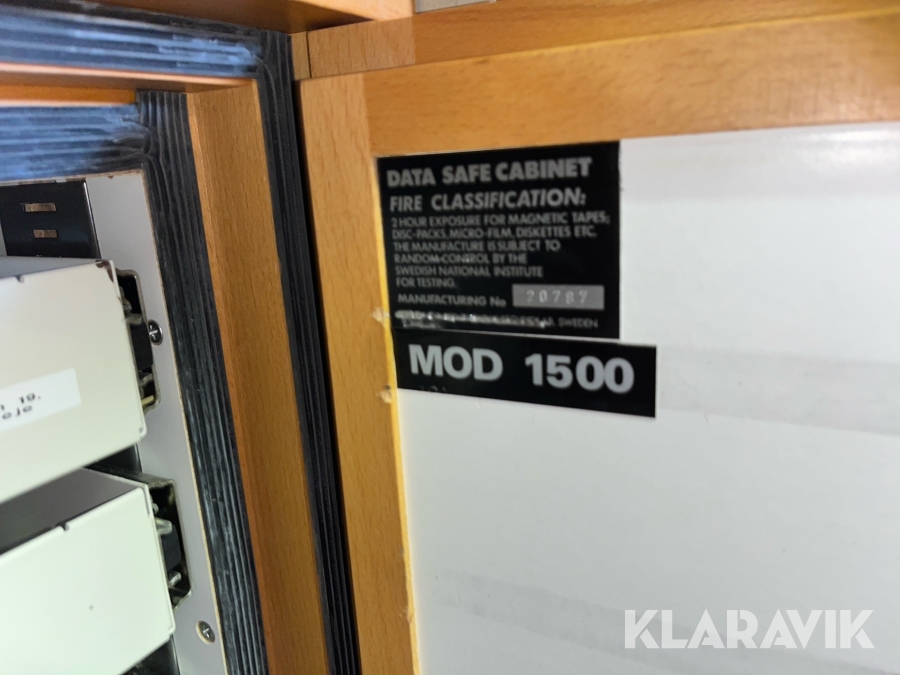 DATA SAFE CABINET
FIRE CLASSIFICATION:
2 HOUR EXPOSURE FOR MAGNETIC TAPES,
DISC-PACKS, MICRO-FILM, DISKETTES ETC.
THE MANUFACTURE IS SUBJECT TO
RANDOM-CONTROL BY THE
SWEDISH NATIONAL INSTITUTE
FOR TESTING.
MANUFACTURING No 20787
SWEDEN
MOD 1500
19.
KLARAVIK